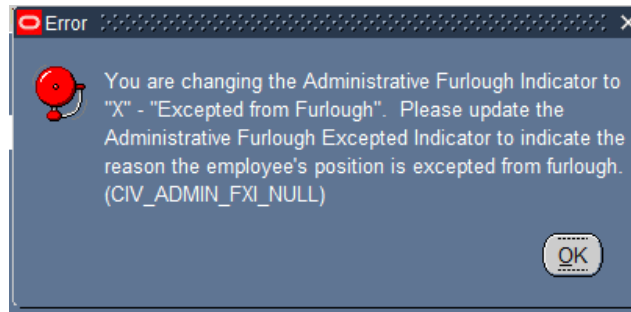 Error
You are changing the Administrative Furlough Indicator to
"X" - "Excepted from Furlough".  Please update the
Administrative Furlough Excepted Indicator to indicate the
reason the employee's position is excepted from furlough.
(CIV_ADMIN_FXI_NULL)
OK